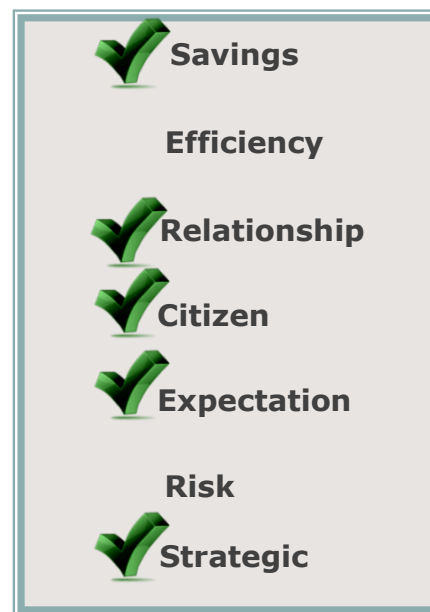 Savings
Efficiency
Relationship
Citizen
Expectation
Risk
Strategic